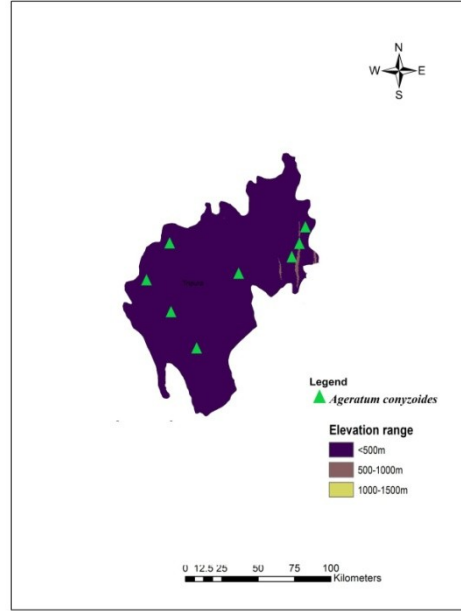 N
W E
S
Legend
Ageratum conyzoides
Elevation range
<500m
500-1000m
1000-1500m
0 12.5 25 50 75 100
Kilometers